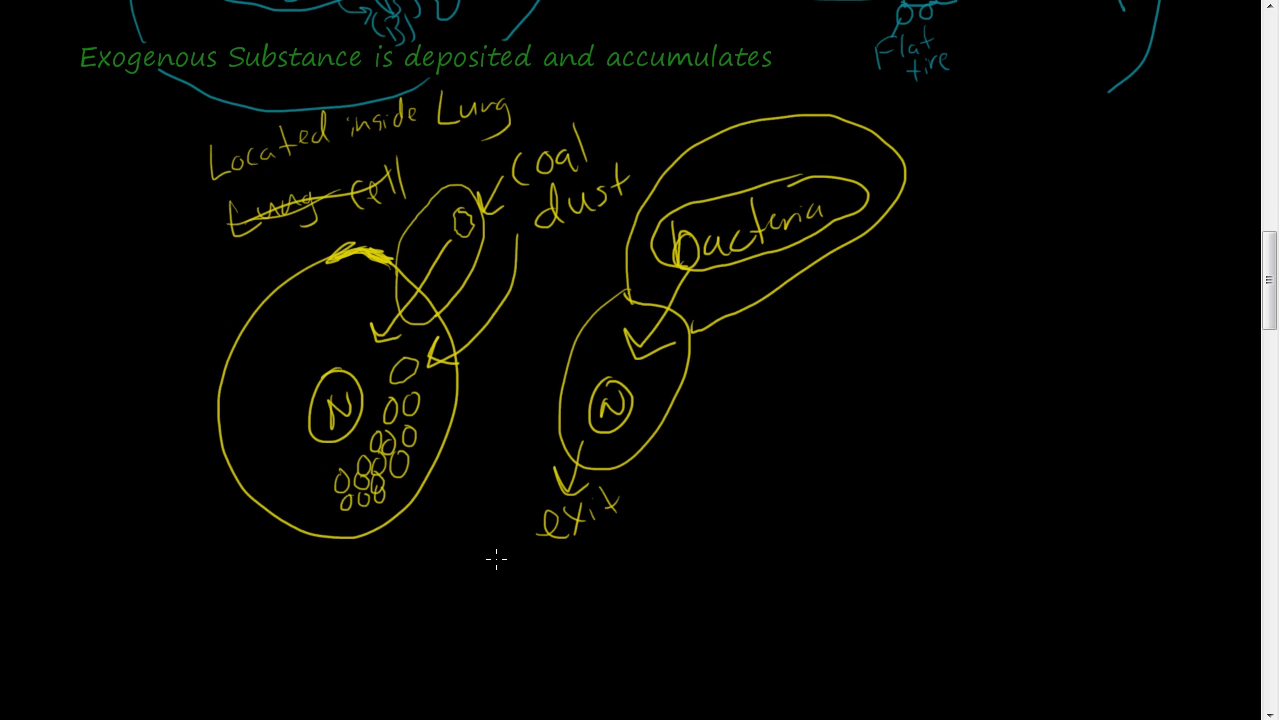 (B)
Flat
tire
Exogenous Substance is deposited and accumulates
Located inside Lung
Lung cell
coal
dust
bacteria
N
N
exit